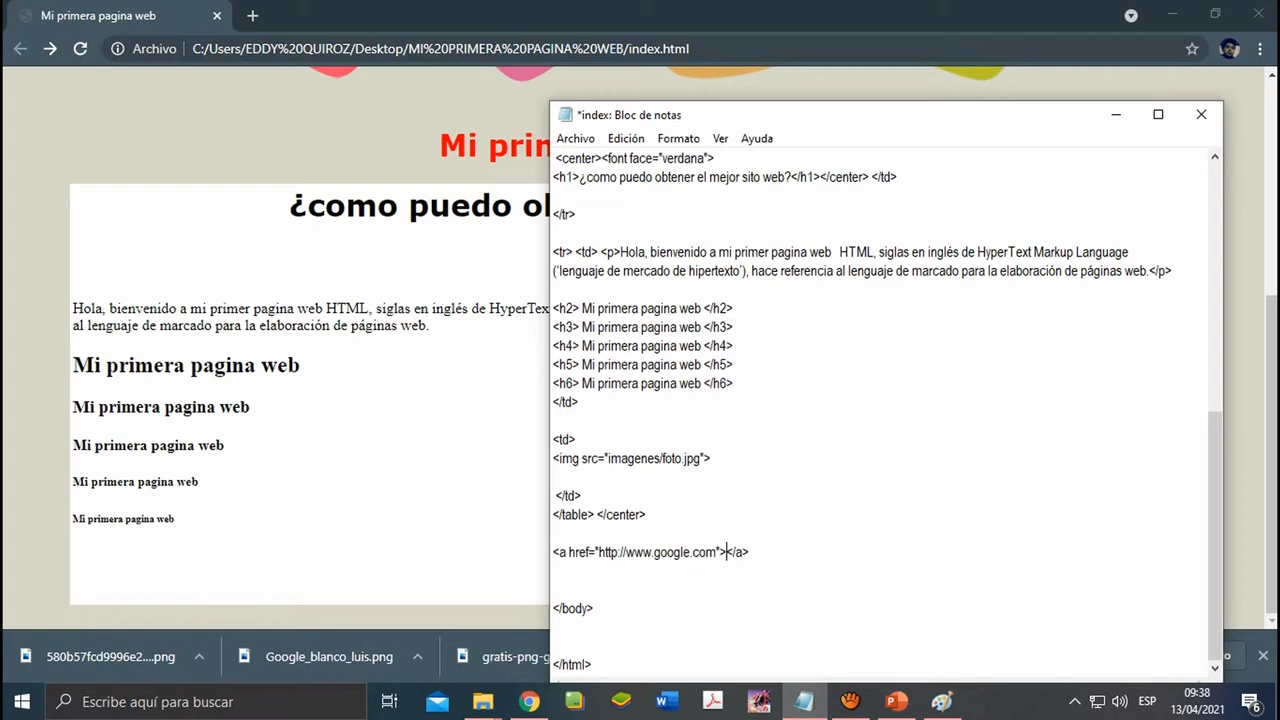 Mi primera pagina web
Archivo C:/Users/EDDY%20QUIROZ/Desktop/MI%20PRIMERA%20PAGINA%20WEB/index.html
Mi prin
¿como puedo ob
Hola, bienvenido a mi primer pagina web HTML, siglas en inglés de HyperTex
al lenguaje de marcado para la elaboración de páginas web.
Mi primera pagina web
Mi primera pagina web
Mi primera pagina web
Mi primera pagina web
Mi primera pagina web
*index: Bloc de notas
Archivo Edición Formato Ver Ayuda
<center><font face="verdana">
<h1>¿como puedo obtener el mejor sito web?</h1></center> </td>
</tr>
<tr> <td> <p>Hola, bienvenido a mi primer pagina web HTML, siglas en inglés de HyperText Markup Language
('lenguaje de mercado de hipertexto'), hace referencia al lenguaje de marcado para la elaboración de páginas web.</p>
<h2> Mi primera pagina web </h2>
<h3> Mi primera pagina web </h3>
<h4> Mi primera pagina web </h4>
<h5> Mi primera pagina web </h5>
<h6> Mi primera pagina web </h6>
</td>
<td>
<img src="imagenes/foto.jpg">
</td>
</table> </center>
<a href="http://www.google.com"></a>
</body>
</html>
580b57fcd9996e2....png Google_blanco_luis.png gratis-png-g o
Escribe aquí para buscar
ESP
09:38
13/04/2021
6